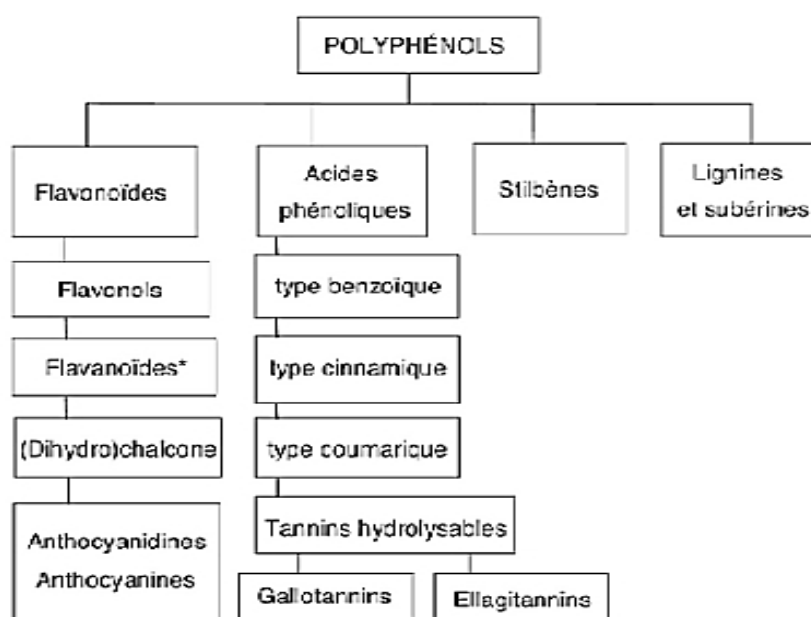 POLYPHÉNOLS
Flavonoïdes
Acides
phénoliques
Stilbènes
Lignines
et subérines
Flavonols
type benzoïque
Flavanoïdes*
type cinnamique
(Dihydro)chalcone
type coumarique
Anthocyanidines
Anthocyanines
Tannins hydrolysables
Gallotannins
Ellagitannins